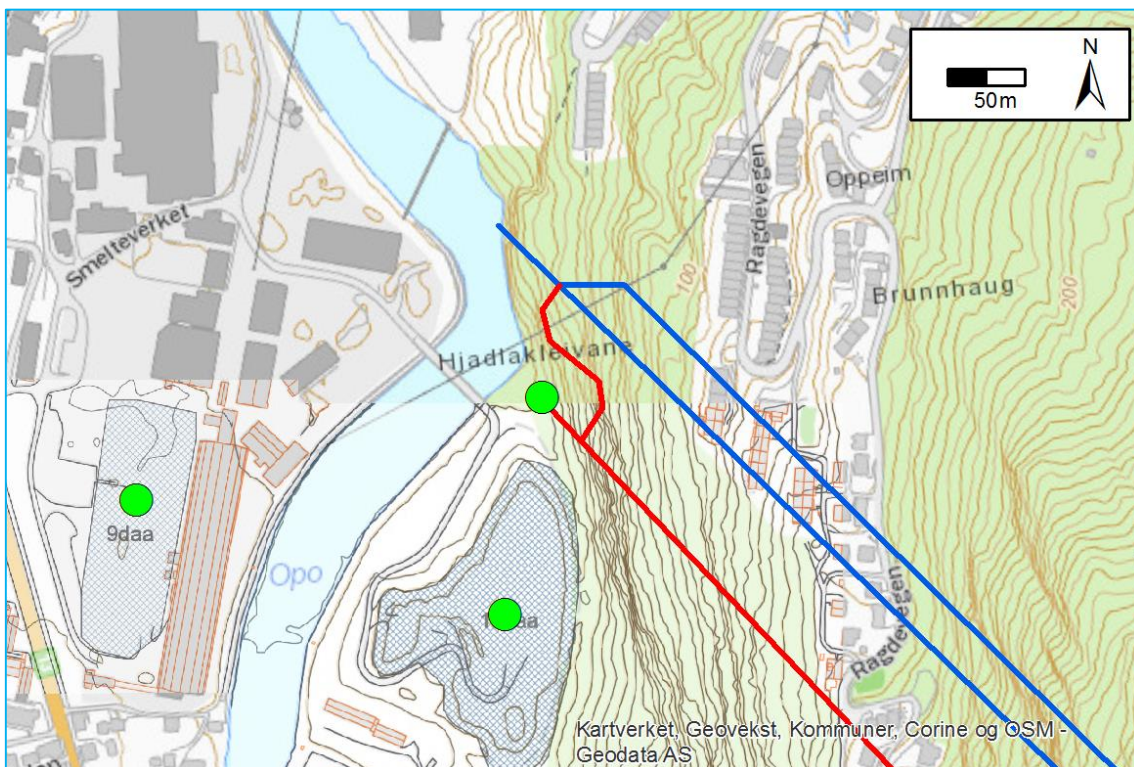 N
50m
Smelteverket
Ragdevegen
Oppeim
100
Brunnhaug
200
Hjadlakleivane
9daa
Opo
Ragdevegen
Kartverket, Geovekst, Kommuner, Corine og OSM -
Geodata AS